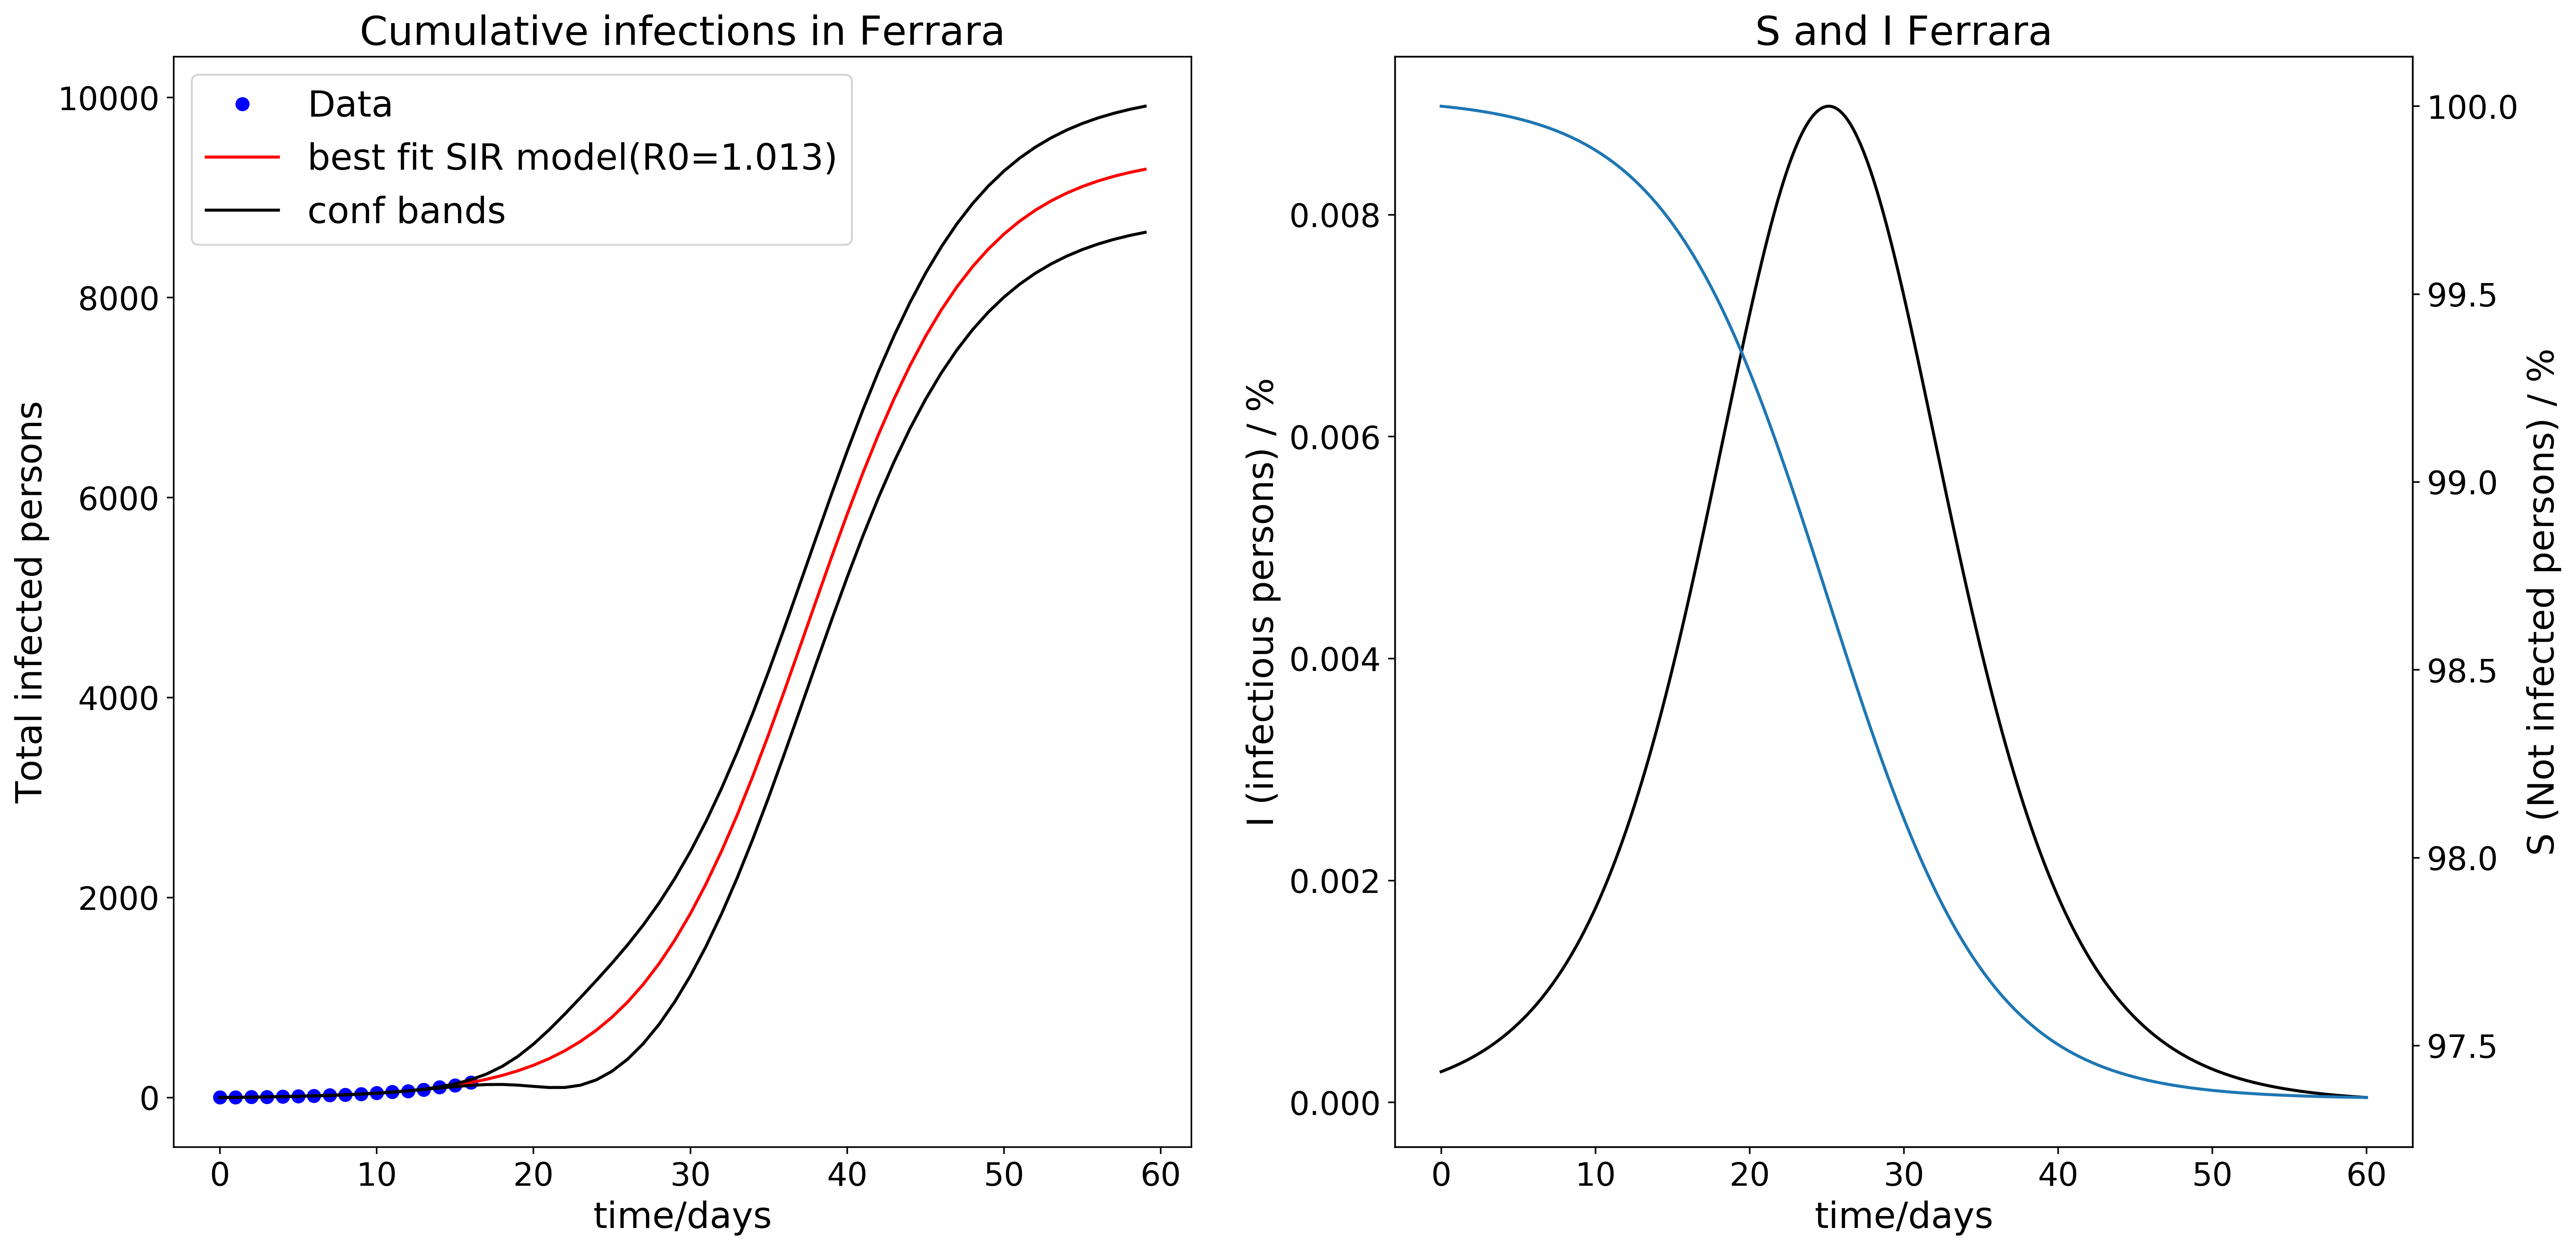 Cumulative infections in Ferrara
Data
best fit SIR model(R0=1.013)
conf bands
Total infected persons
10000
8000
6000
4000
2000
0
0 10 20 30 40 50 60
time/days
S and I Ferrara
I (infectious persons) / %
0.008
0.006
0.004
0.002
0.000
100.0
99.5
99.0
98.5
98.0
97.5
S (Not infected persons) / %
0 10 20 30 40 50 60
time/days